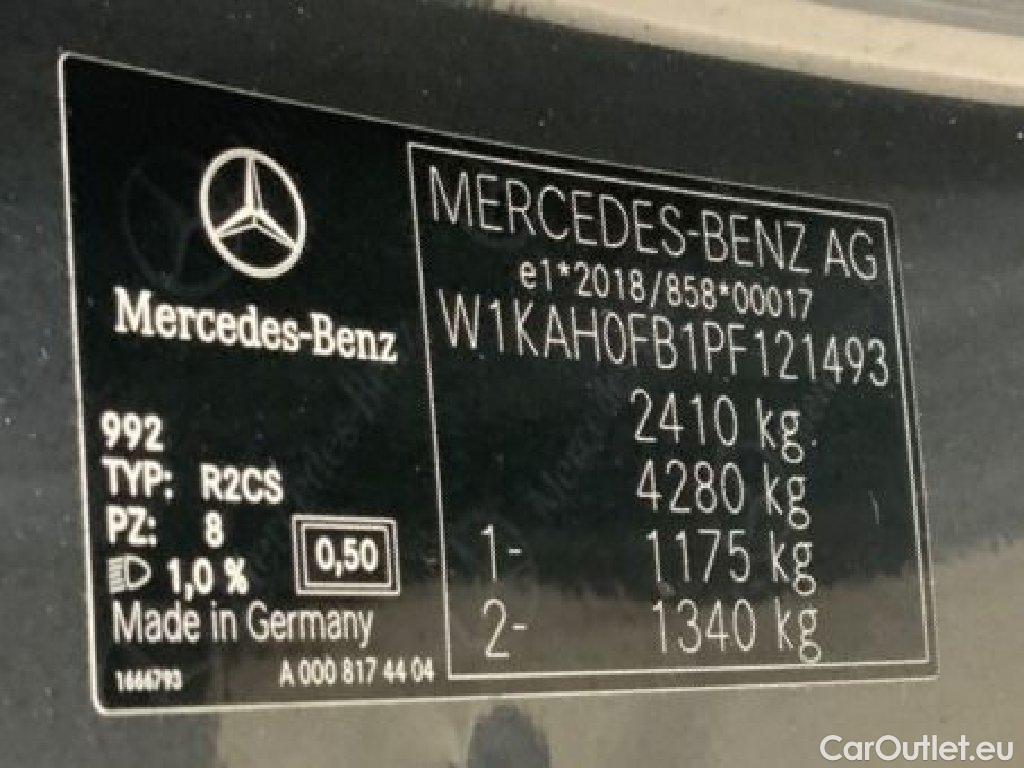 Mercedes-Benz
992
TYP: R2CS
PZ: 8
1,0 %
0,50
Made in Germany
1666793
A 000 817 44 04
MERCEDES-BENZ AG
e1*2018/858*00017
W1KAH0FB1PF121493
2410 kg
4280 kg
1- 1175 kg
2- 1340 kg
CarOutlet.eu